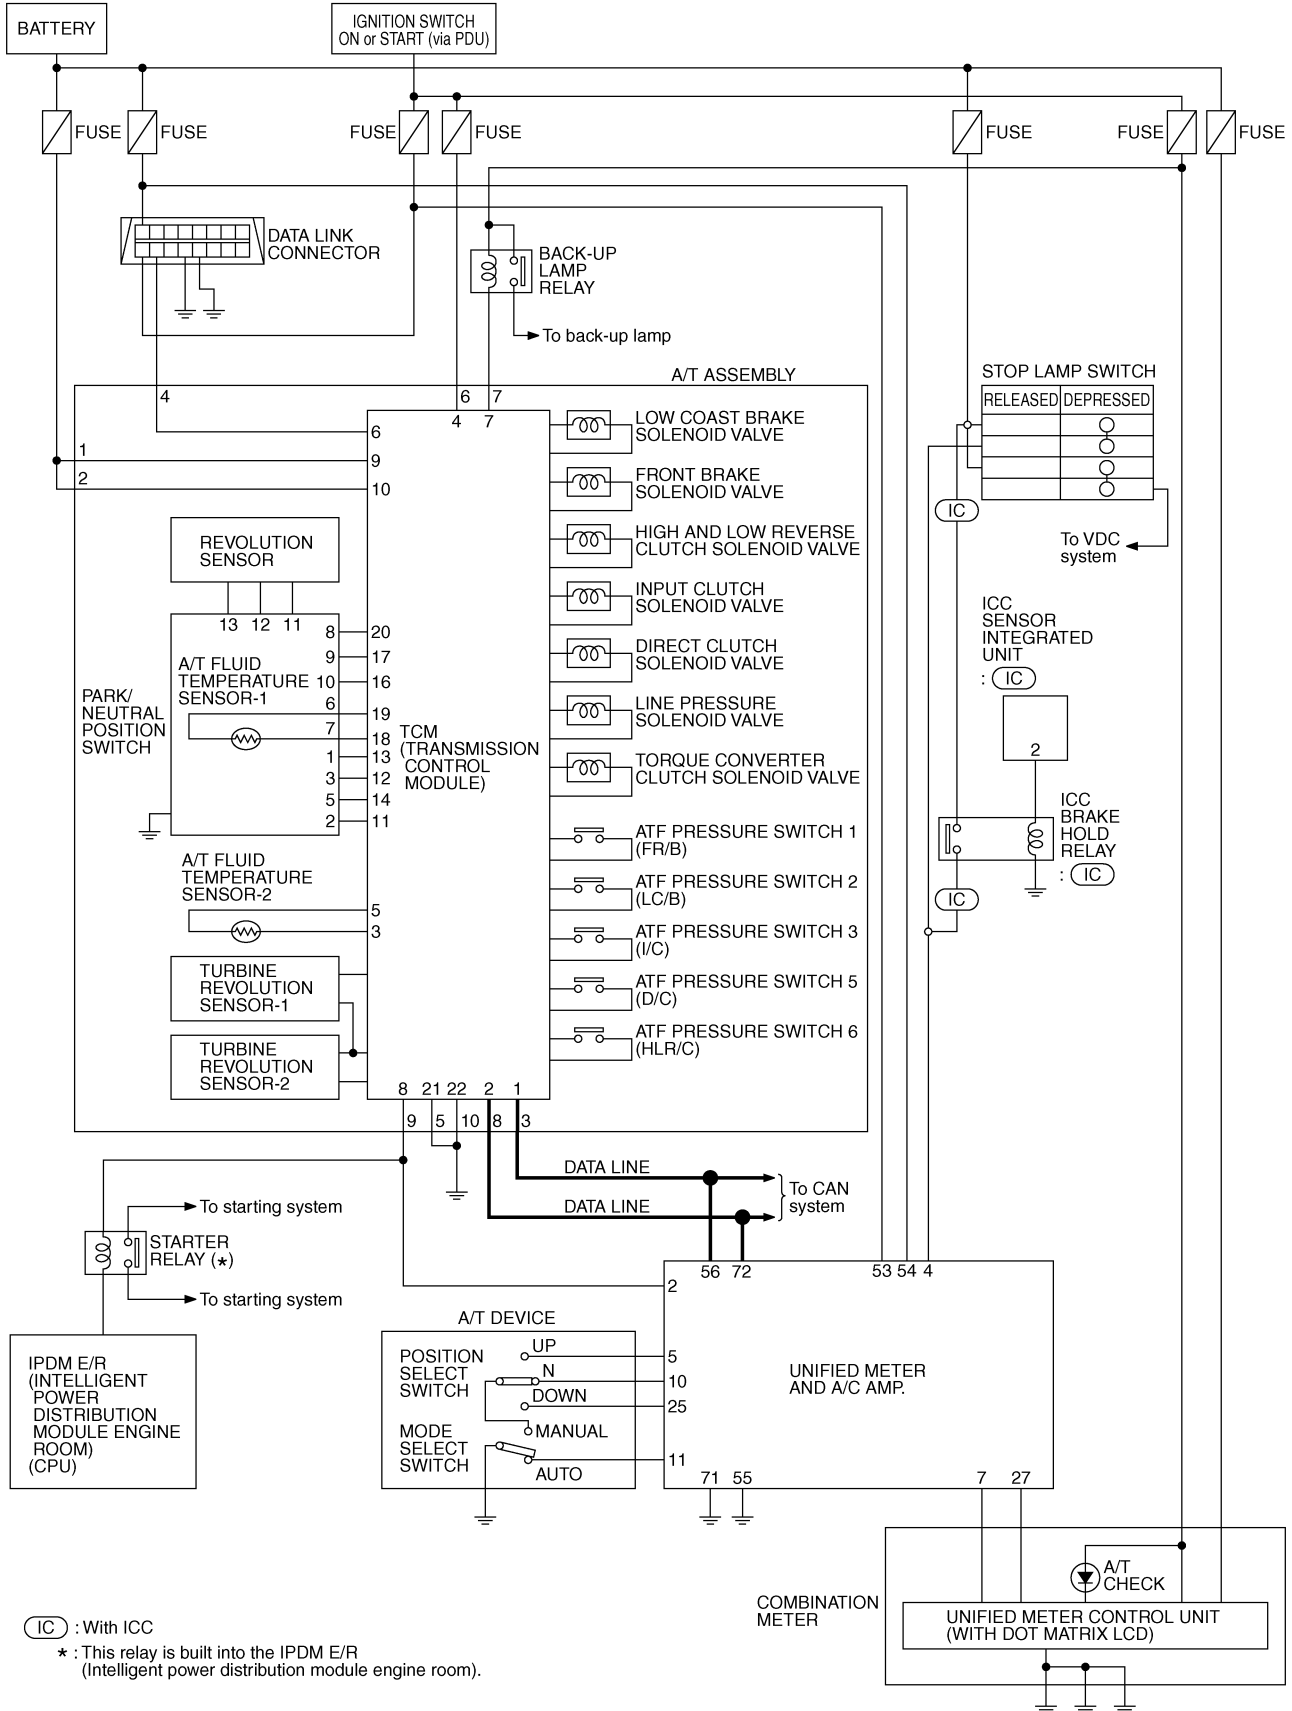 BATTERY
IGNITION SWITCH
ON or START (via PDU)
FUSE
FUSE
FUSE
FUSE
FUSE
FUSE
FUSE
DATA LINK
CONNECTOR
BACK-UP
LAMP
RELAY
To back-up lamp
A/T ASSEMBLY
STOP LAMP SWITCH
RELEASED
DEPRESSED
4
6
7
4
7
6
1
9
2
10
LOW COAST BRAKE
SOLENOID VALVE
FRONT BRAKE
SOLENOID VALVE
HIGH AND LOW REVERSE
CLUTCH SOLENOID VALVE
INPUT CLUTCH
SOLENOID VALVE
DIRECT CLUTCH
SOLENOID VALVE
LINE PRESSURE
SOLENOID VALVE
TORQUE CONVERTER
CLUTCH SOLENOID VALVE
ATF PRESSURE SWITCH 1
(FR/B)
ATF PRESSURE SWITCH 2
(LC/B)
ATF PRESSURE SWITCH 3
(I/C)
ATF PRESSURE SWITCH 5
(D/C)
ATF PRESSURE SWITCH 6
(HLR/C)
IC
To VDC
system
ICC
SENSOR
INTEGRATED
UNIT
: IC
2
ICC
BRAKE
HOLD
RELAY
: IC
IC
REVOLUTION
SENSOR
13 12 11
8 20
9 17
10 16
6 19
7 18
1 13
3 12
5 14
2 11
A/T FLUID
TEMPERATURE
SENSOR-1
PARK/
NEUTRAL
POSITION
SWITCH
TCM
(TRANSMISSION
CONTROL
MODULE)
A/T FLUID
TEMPERATURE
SENSOR-2
5
3
TURBINE
REVOLUTION
SENSOR-1
TURBINE
REVOLUTION
SENSOR-2
8 21 22 2 1
9 5 10 8 3
DATA LINE
DATA LINE
To CAN
system
To starting system
STARTER
RELAY (*)
To starting system
IPDM E/R
(INTELLIGENT
POWER
DISTRIBUTION
MODULE ENGINE
ROOM)
(CPU)
56 72 53 54 4
2
5
10
25
11
71 55 7 27
UNIFIED METER
AND A/C AMP.
A/T DEVICE
POSITION
SELECT
SWITCH
UP
N
DOWN
MODE
SELECT
SWITCH
MANUAL
AUTO
COMBINATION
METER
A/T
CHECK
UNIFIED METER CONTROL UNIT
(WITH DOT MATRIX LCD)
IC : With ICC
* : This relay is built into the IPDM E/R
(Intelligent power distribution module engine room).